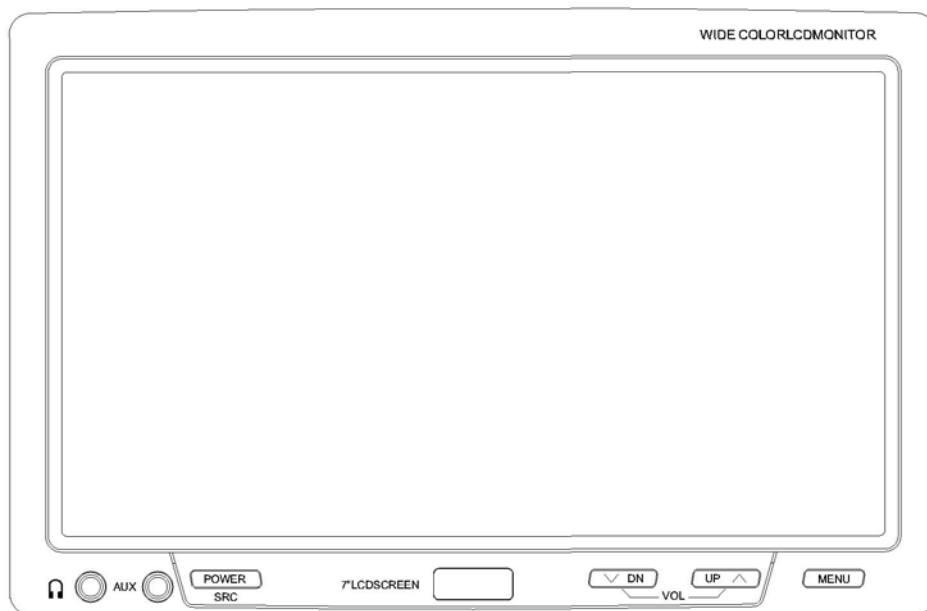 WIDE COLORLCDMONITOR
AUX
POWER
SRC
7"LCDSCREEN
DN
UP
VOL
MENU